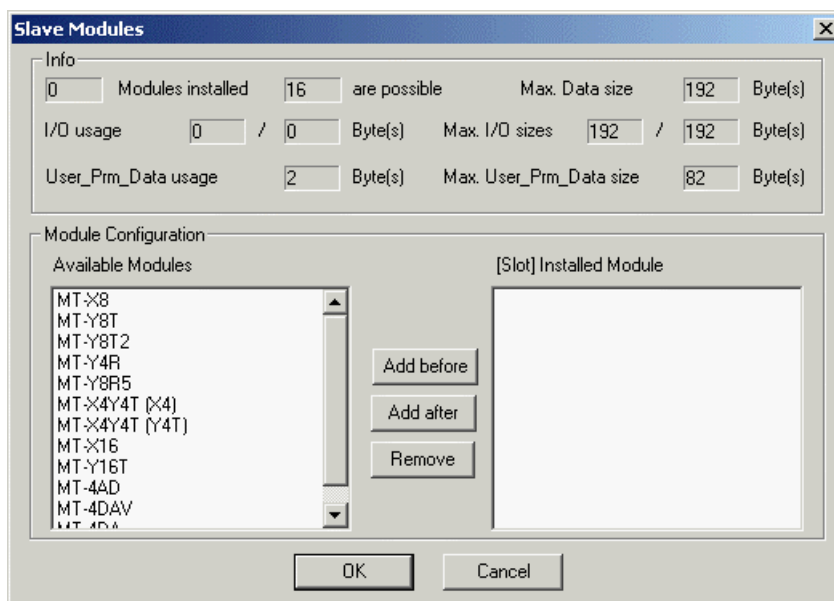 Slave Modules
Info
0 Modules installed 16 are possible Max. Data size 192 Byte(s)
I/O usage 0 / 0 Byte(s) Max. I/O sizes 192 / 192 Byte(s)
User_Prm_Data usage 2 Byte(s) Max. User_Prm_Data size 82 Byte(s)
Module Configuration
Available Modules [Slot] Installed Module
MT-X8
MT-Y8T
MT-Y8T2
MT-Y4R
MT-Y8R5
MT-X4Y4T (X4)
MT-X4Y4T (Y4T)
MT-X16
MT-Y16T
MT-4AD
MT-4DAV
MT-4DA
Add before
Add after
Remove
OK Cancel